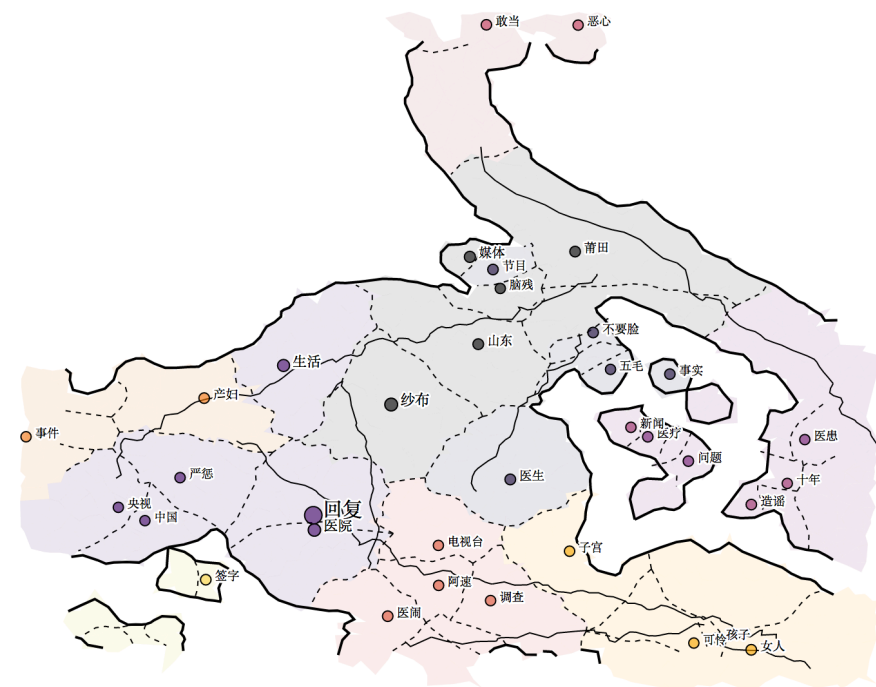 敢当
恶心
媒体
莆田
节目
脑残
不要脸
山东
生活
五毛
事实
产妇
纱布
新闻
医疗
事件
医患
问题
严惩
医生
十年
央视
造谣
回复
中国
医院
电视台
子宫
签字
阿速
调查
医闹
孩子
可怜
女人